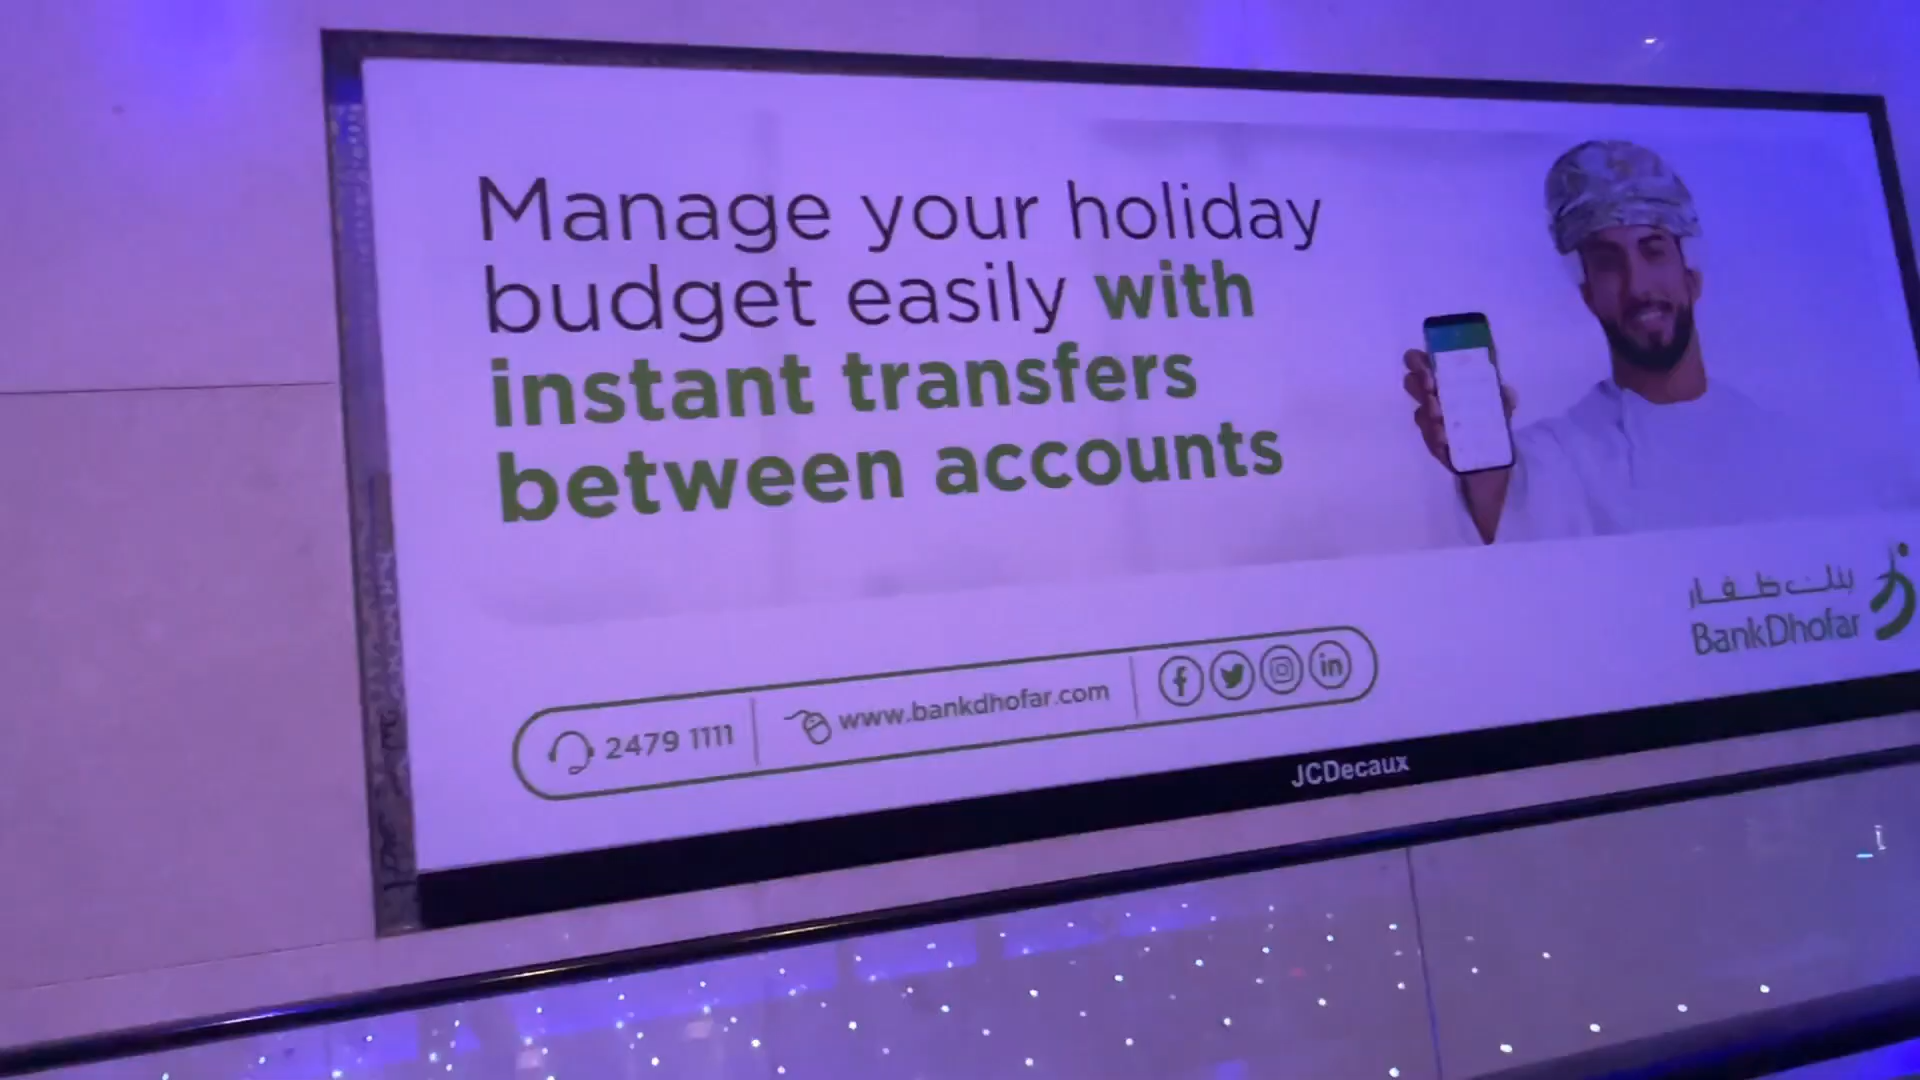 Manage your holiday
budget easily with
instant transfers
between accounts
بنك ظفار
BankDhofar
2479 1111
www.bankdhofar.com
JCDecaux